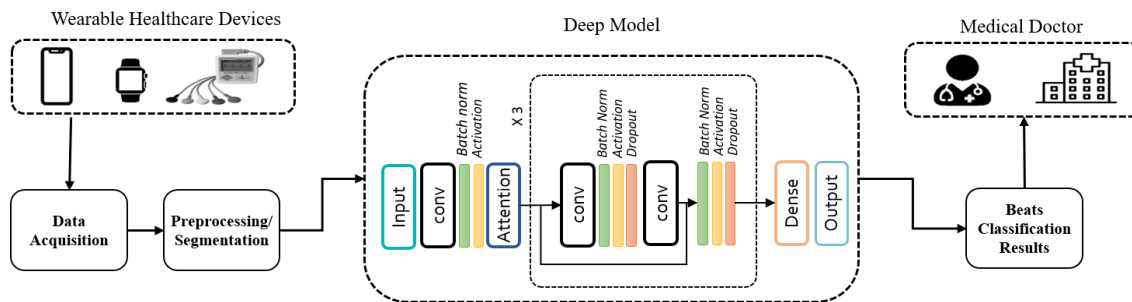 Wearable Healthcare Devices
Deep Model
Medical Doctor
Data
Acquisition
Preprocessing/
Segmentation
Input
conv
Batch norm
Activation
Attention
X 3
conv
Batch Norm
Activation
Dropout
conv
Batch Norm
Activation
Dropout
Dense
Output
Beats
Classification
Results